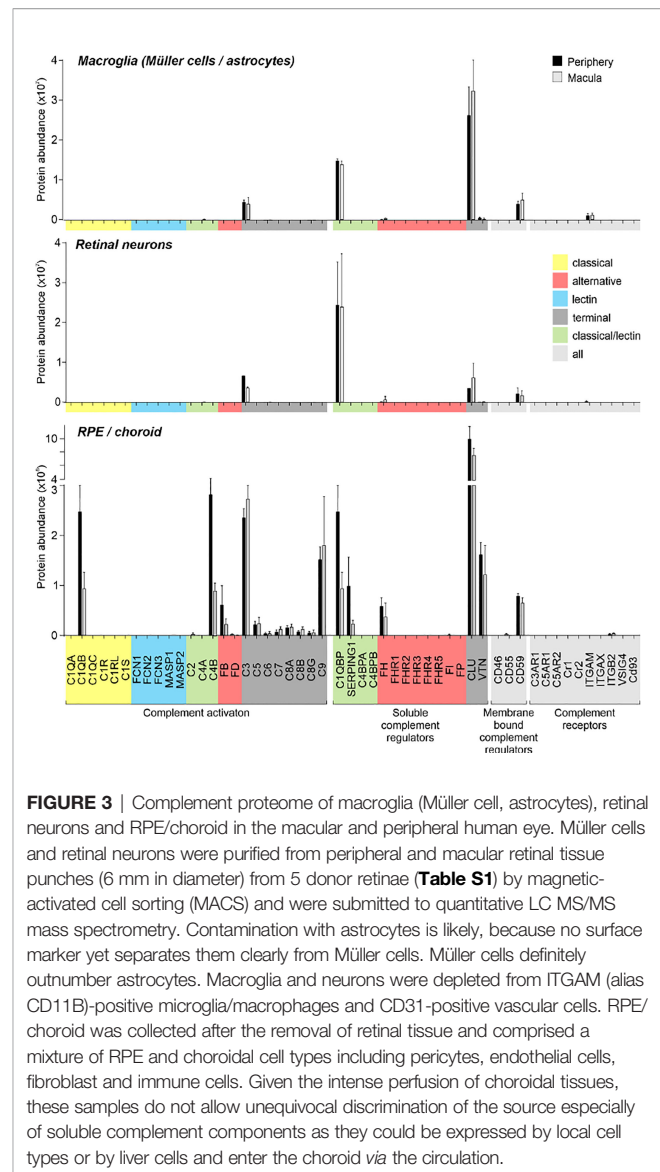 Macroglia (Müller cells / astrocytes)
Periphery
Macula
Protein abundance (x10⁷)
4
3
2
1
0
Retinal neurons
classical
alternative
lectin
terminal
classical/lectin
all
Protein abundance (x10⁷)
4
3
2
1
0
RPE / choroid
Protein abundance (x10⁶)
10
4
3
2
1
0
C1QA
C1QB
C1QC
C1R
C1RL
C1S
FCN1
FCN2
FCN3
MASP1
MASP2
C2
C4A
C4B
FB
FD
C3
C5
C6
C7
C8A
C8B
C8G
C9
C1QBP
SERPING1
C4BPA
C4BPB
FH
FHR1
FHR2
FHR3
FHR4
FHR5
FI
FP
CLU
VTN
CD46
CD55
CD59
C3AR1
C5AR1
C5AR2
Cr1
Cr2
ITGAM
ITGAX
ITGB2
VSIG4
Cd93
Complement activaton
Soluble
complement
regulators
Membrane
bound
complement
regulators
Complement
receptors
FIGURE 3 | Complement proteome of macroglia (Müller cell, astrocytes), retinal
neurons and RPE/choroid in the macular and peripheral human eye. Müller cells
and retinal neurons were purified from peripheral and macular retinal tissue
punches (6 mm in diameter) from 5 donor retinae (Table S1) by magnetic-
activated cell sorting (MACS) and were submitted to quantitative LC MS/MS
mass spectrometry. Contamination with astrocytes is likely, because no surface
marker yet separates them clearly from Müller cells. Müller cells definitely
outnumber astrocytes. Macroglia and neurons were depleted from ITGAM (alias
CD11B)-positive microglia/macrophages and CD31-positive vascular cells. RPE/
choroid was collected after the removal of retinal tissue and comprised a
mixture of RPE and choroidal cell types including pericytes, endothelial cells,
fibroblast and immune cells. Given the intense perfusion of choroidal tissues,
these samples do not allow unequivocal discrimination of the source especially
of soluble complement components as they could be expressed by local cell
types or by liver cells and enter the choroid via the circulation.